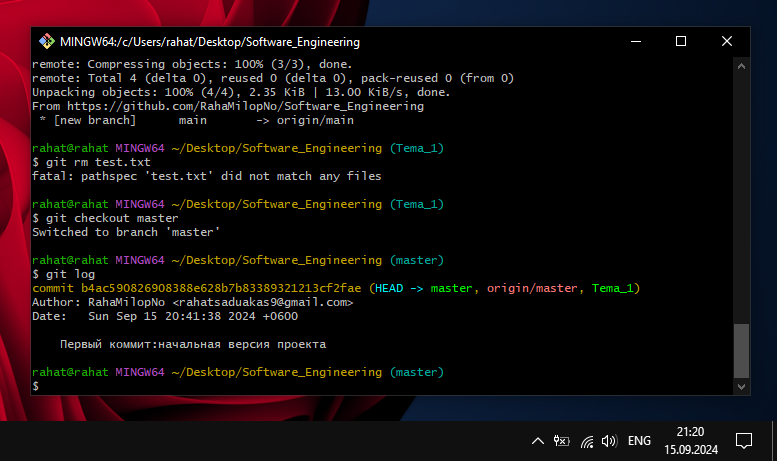 MINGW64:/c/Users/rahat/Desktop/Software_Engineering
remote: Compressing objects: 100% (3/3), done.
remote: Total 4 (delta 0), reused 0 (delta 0), pack-reused 0 (from 0)
Unpacking objects: 100% (4/4), 2.35 KiB | 13.00 KiB/s, done.
From https://github.com/RahaMilopNo/Software_Engineering
 * [new branch]      main       -> origin/main
rahat@rahat MINGW64 ~/Desktop/Software_Engineering (Tema_1)
$ git rm test.txt
fatal: pathspec 'test.txt' did not match any files
rahat@rahat MINGW64 ~/Desktop/Software_Engineering (Tema_1)
$ git checkout master
Switched to branch 'master'
rahat@rahat MINGW64 ~/Desktop/Software_Engineering (master)
$ git log
commit b4ac590826908388e628b7b83389321213cf2fae (HEAD -> master, origin/master, Tema_1)
Author: RahaMilopNo <rahatsaduakas9@gmail.com>
Date:   Sun Sep 15 20:41:38 2024 +0600
    Первый коммит:начальная версия проекта
rahat@rahat MINGW64 ~/Desktop/Software_Engineering (master)
$
ENG
21:20
15.09.2024